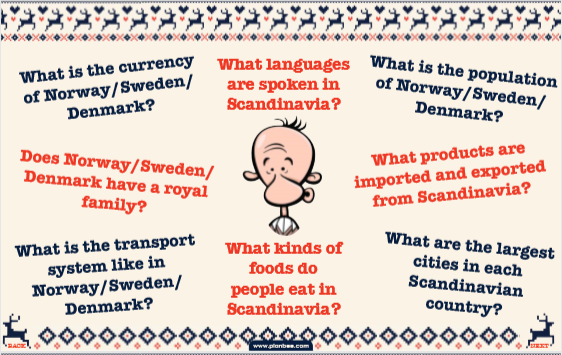 What is the currency
of Norway/Sweden/
Denmark?
What languages
are spoken in
Scandinavia?
What is the population
of Norway/Sweden/
Denmark?
Does Norway/Sweden/
Denmark have a royal
family?
What products are
imported and exported
from Scandinavia?
What is the transport
system like in
Norway/Sweden/
Denmark?
What kinds of
foods do
people eat in
Scandinavia?
What are the largest
cities in each
Scandinavian
country?
BACK
www.planbee.com
NEXT